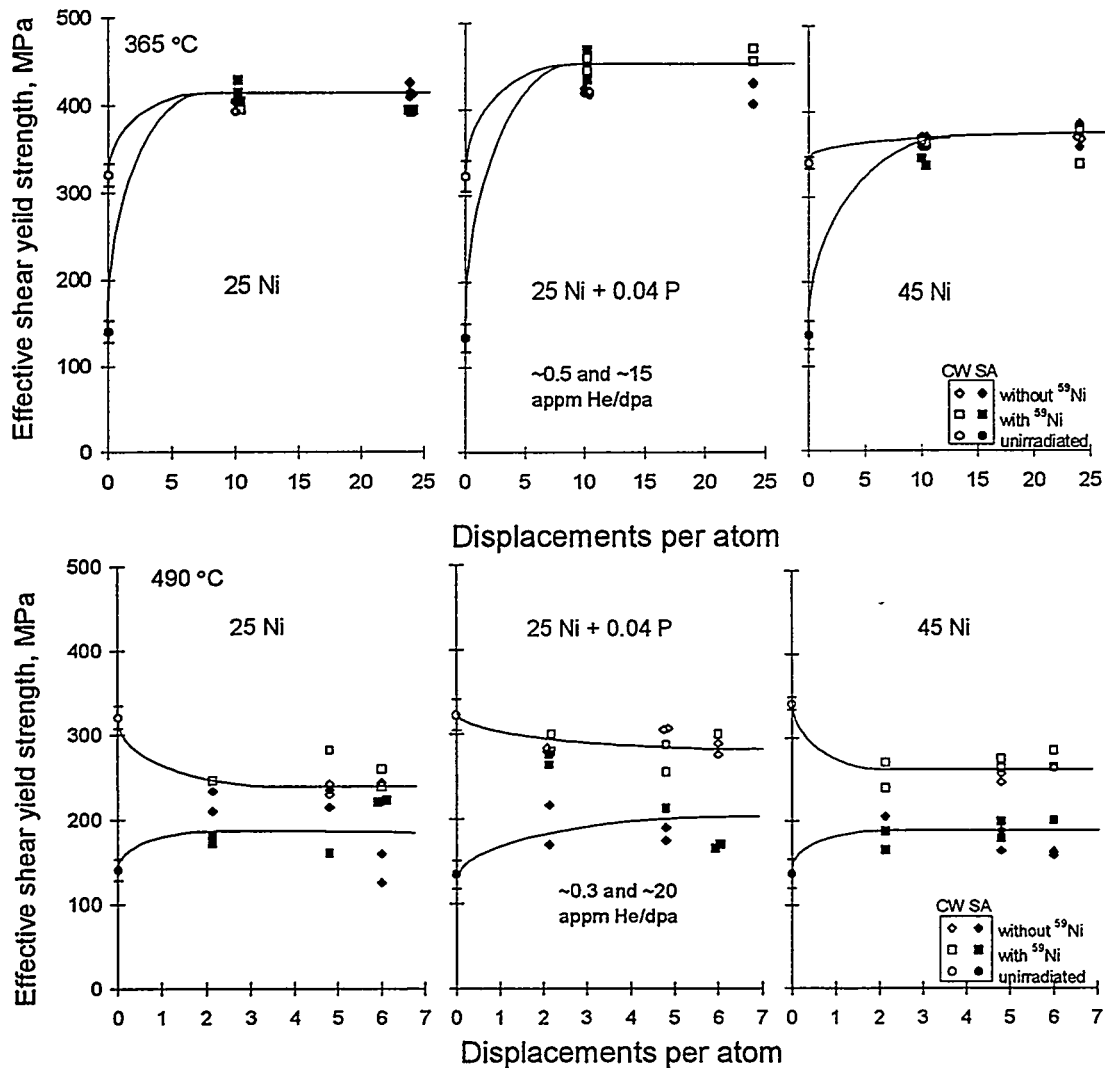 Effective shear yeild strength, MPa
500
400
300
200
100
0
365 °C
25 Ni
0 5 10 15 20 25
25 Ni + 0.04 P
~0.5 and ~15
appm He/dpa
0 5 10 15 20 25
45 Ni
CW SA
without ⁵⁹Ni
with ⁵⁹Ni
unirradiated
0 5 10 15 20 25
Displacements per atom
Effective shear yield strength, MPa
500
400
300
200
100
0
490 °C
25 Ni
0 1 2 3 4 5 6 7
25 Ni + 0.04 P
~0.3 and ~20
appm He/dpa
0 1 2 3 4 5 6 7
45 Ni
CW SA
without ⁵⁹Ni
with ⁵⁹Ni
unirradiated
0 1 2 3 4 5 6 7
Displacements per atom